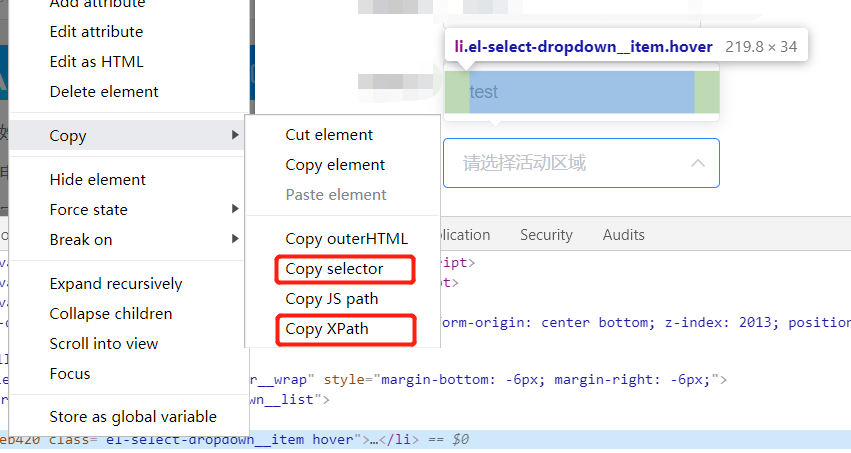 Add attribute
Edit attribute
Edit as HTML
Delete element
Copy
Hide element
Force state
Break on
Expand recursively
Collapse children
Scroll into view
Focus
Store as global variable
Cut element
Copy element
Paste element
Copy outerHTML
Copy selector
Copy JS path
Copy XPath
li.el-select-dropdown__item.hover 219.8 × 34
test
请选择活动区域
lication Security Audits
ript>
t>
rm-origin: center bottom; z-index: 2013; position
r__wrap" style="margin-bottom: -6px; margin-right: -6px;">
wn__list">
eb420 class="el-select-dropdown__item hover">…</li> == $0